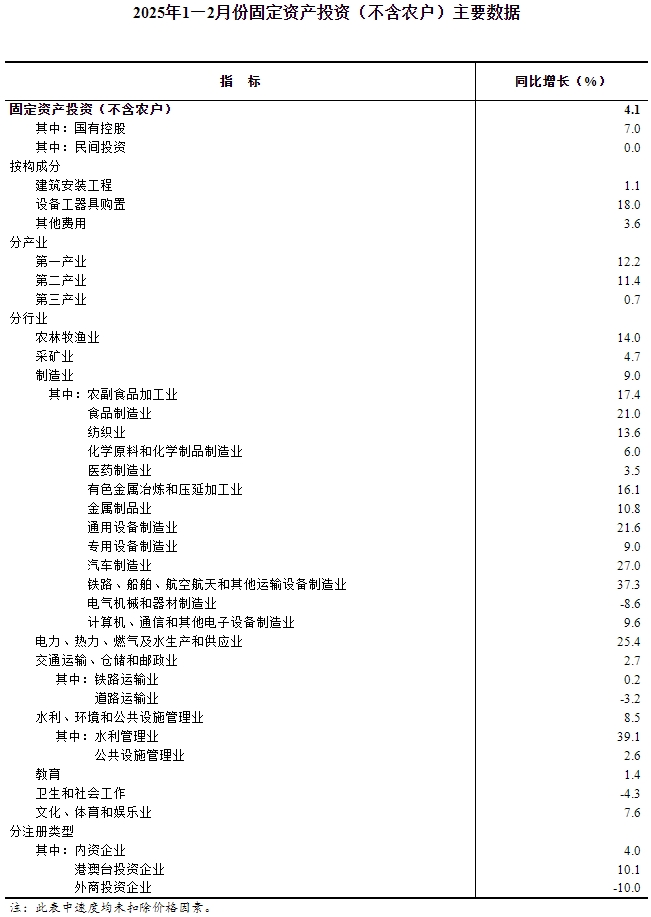 2025年1—2月份固定资产投资（不含农户）主要数据
指 标 同比增长（%）
固定资产投资（不含农户） 4.1
其中：国有控股 7.0
其中：民间投资 0.0
按构成分
建筑安装工程 1.1
设备工器具购置 18.0
其他费用 3.6
分产业
第一产业 12.2
第二产业 11.4
第三产业 0.7
分行业
农林牧渔业 14.0
采矿业 4.7
制造业 9.0
其中：农副食品加工业 17.4
食品制造业 21.0
纺织业 13.6
化学原料和化学制品制造业 6.0
医药制造业 3.5
有色金属冶炼和压延加工业 16.1
金属制品业 10.8
通用设备制造业 21.6
专用设备制造业 9.0
汽车制造业 27.0
铁路、船舶、航空航天和其他运输设备制造业 37.3
电气机械和器材制造业 -8.6
计算机、通信和其他电子设备制造业 9.6
电力、热力、燃气及水生产和供应业 25.4
交通运输、仓储和邮政业 2.7
其中：铁路运输业 0.2
道路运输业 -3.2
水利、环境和公共设施管理业 8.5
其中：水利管理业 39.1
公共设施管理业 2.6
教育 1.4
卫生和社会工作 -4.3
文化、体育和娱乐业 7.6
分注册类型
其中：内资企业 4.0
港澳台投资企业 10.1
外商投资企业 -10.0
注：此表中速度均未扣除价格因素。